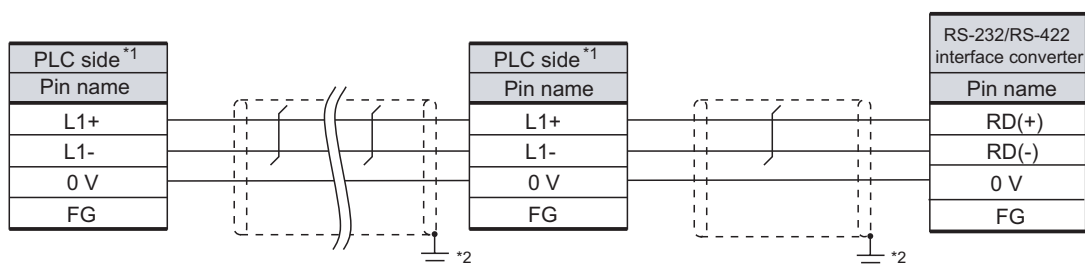 PLC side *1
Pin name
L1+
L1-
0 V
FG
*2
PLC side *1
Pin name
L1+
L1-
0 V
FG
*2
RS-232/RS-422
interface converter
Pin name
RD(+)
RD(-)
0 V
FG